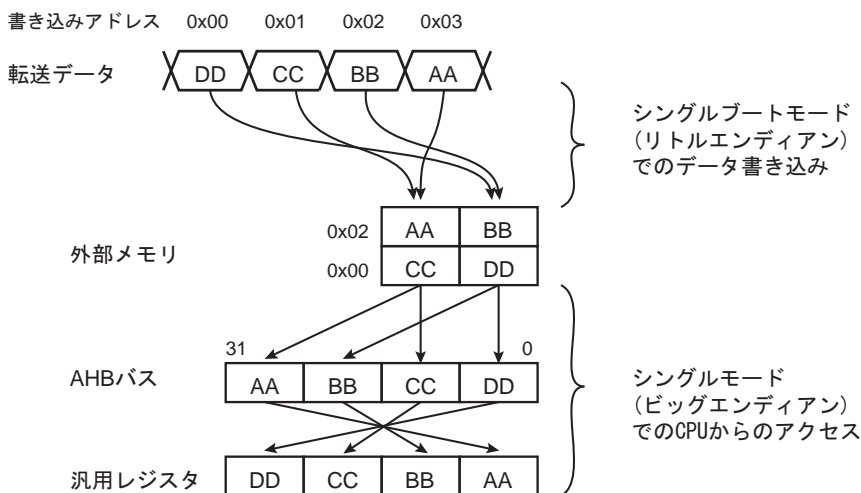 書き込みアドレス 0x00 0x01 0x02 0x03
転送データ DD CC BB AA
シングルブートモード
(リトルエンディアン)
でのデータ書き込み
外部メモリ
0x02 AA BB
0x00 CC DD
31 0
AHBバス AA BB CC DD
シングルモード
(ビッグエンディアン)
でのCPUからのアクセス
汎用レジスタ DD CC BB AA